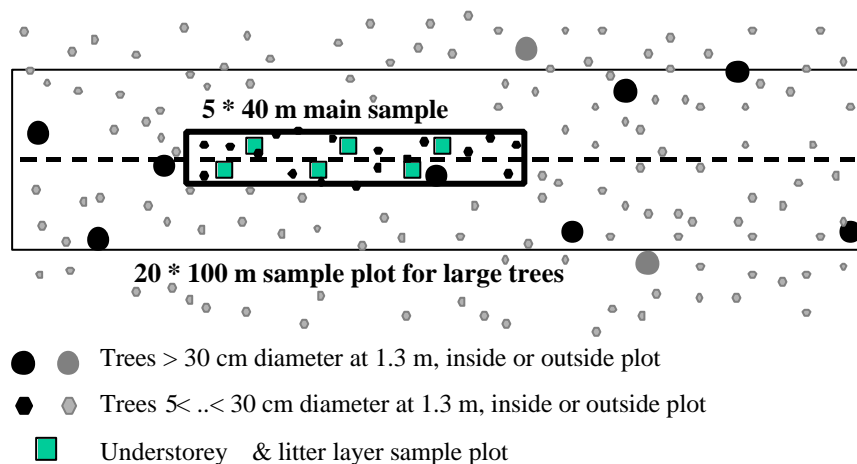 5 * 40 m main sample
20 * 100 m sample plot for large trees
Trees > 30 cm diameter at 1.3 m, inside or outside plot
Trees 5< ..< 30 cm diameter at 1.3 m, inside or outside plot
Understorey & litter layer sample plot